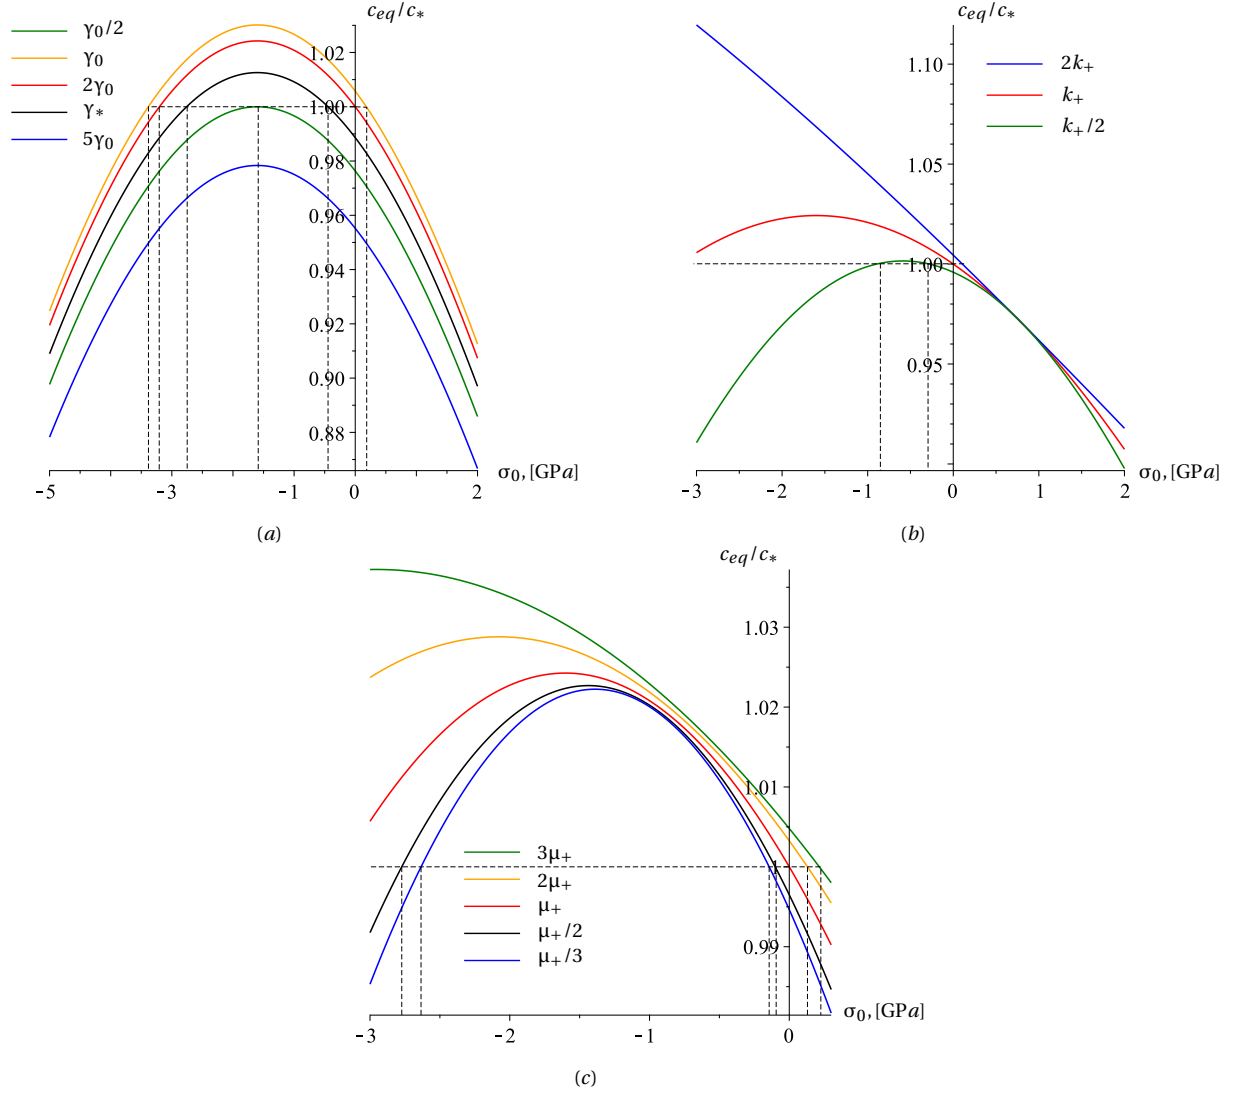 c_eq/c_*
γ₀/2
γ₀
2γ₀
γ_*
5γ₀
1.02
1.00
0.98
0.96
0.94
0.92
0.90
0.88
-5
-3
-1
0
2
σ₀, [GPa]
(a)
c_eq/c_*
2k₊
k₊
k₊/2
1.10
1.05
1.00
0.95
-3
-2
-1
0
1
2
σ₀, [GPa]
(b)
c_eq/c_*
1.03
1.02
1.01
1
0.99
3μ₊
2μ₊
μ₊
μ₊/2
μ₊/3
-3
-2
-1
0
σ₀, [GPa]
(c)